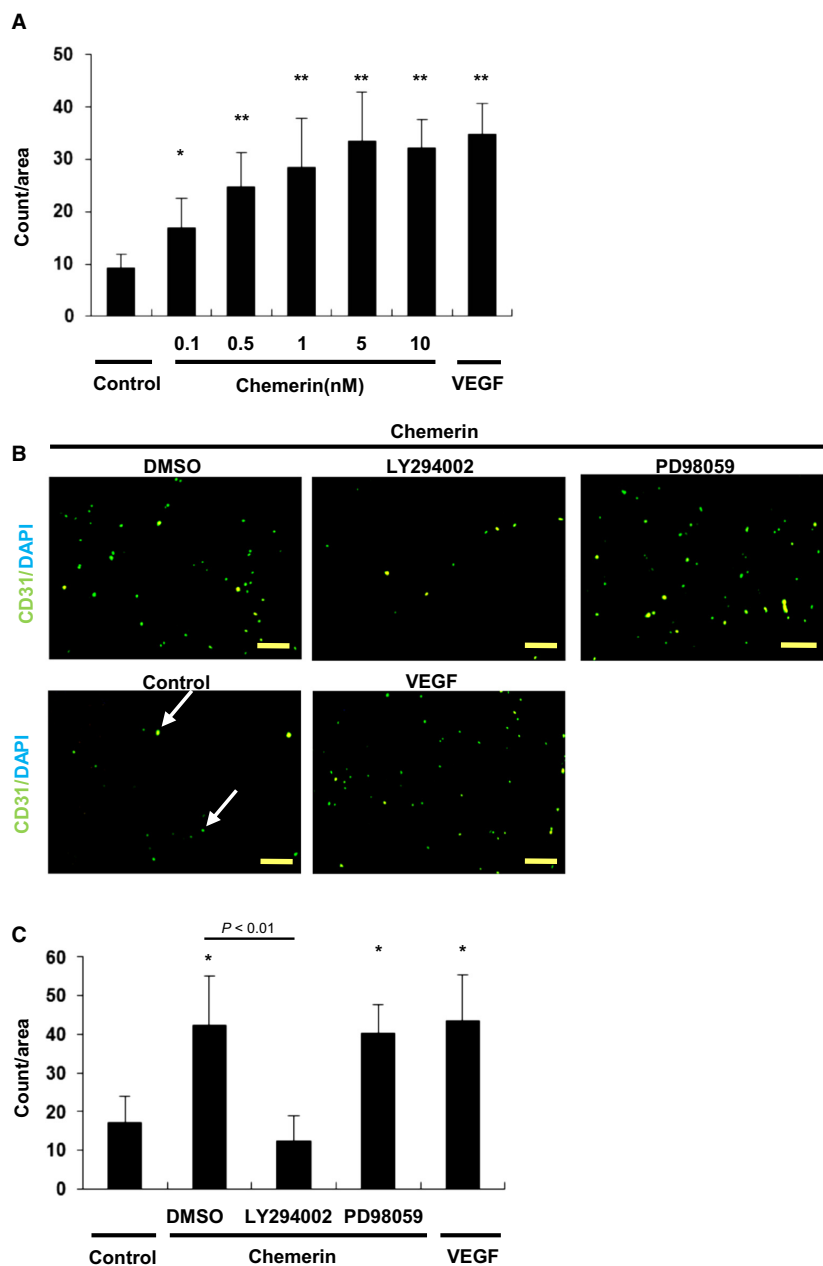 A
50
40
30
20
10
0
Count/area
*
**
**
**
**
**
0.1 0.5 1 5 10
Control Chemerin(nM) VEGF
B
Chemerin
DMSO LY294002 PD98059
CD31/DAPI
Control VEGF
CD31/DAPI
C
P < 0.01
60
50
40
30
20
10
0
Count/area
*
*
*
DMSO LY294002 PD98059
Control Chemerin VEGF